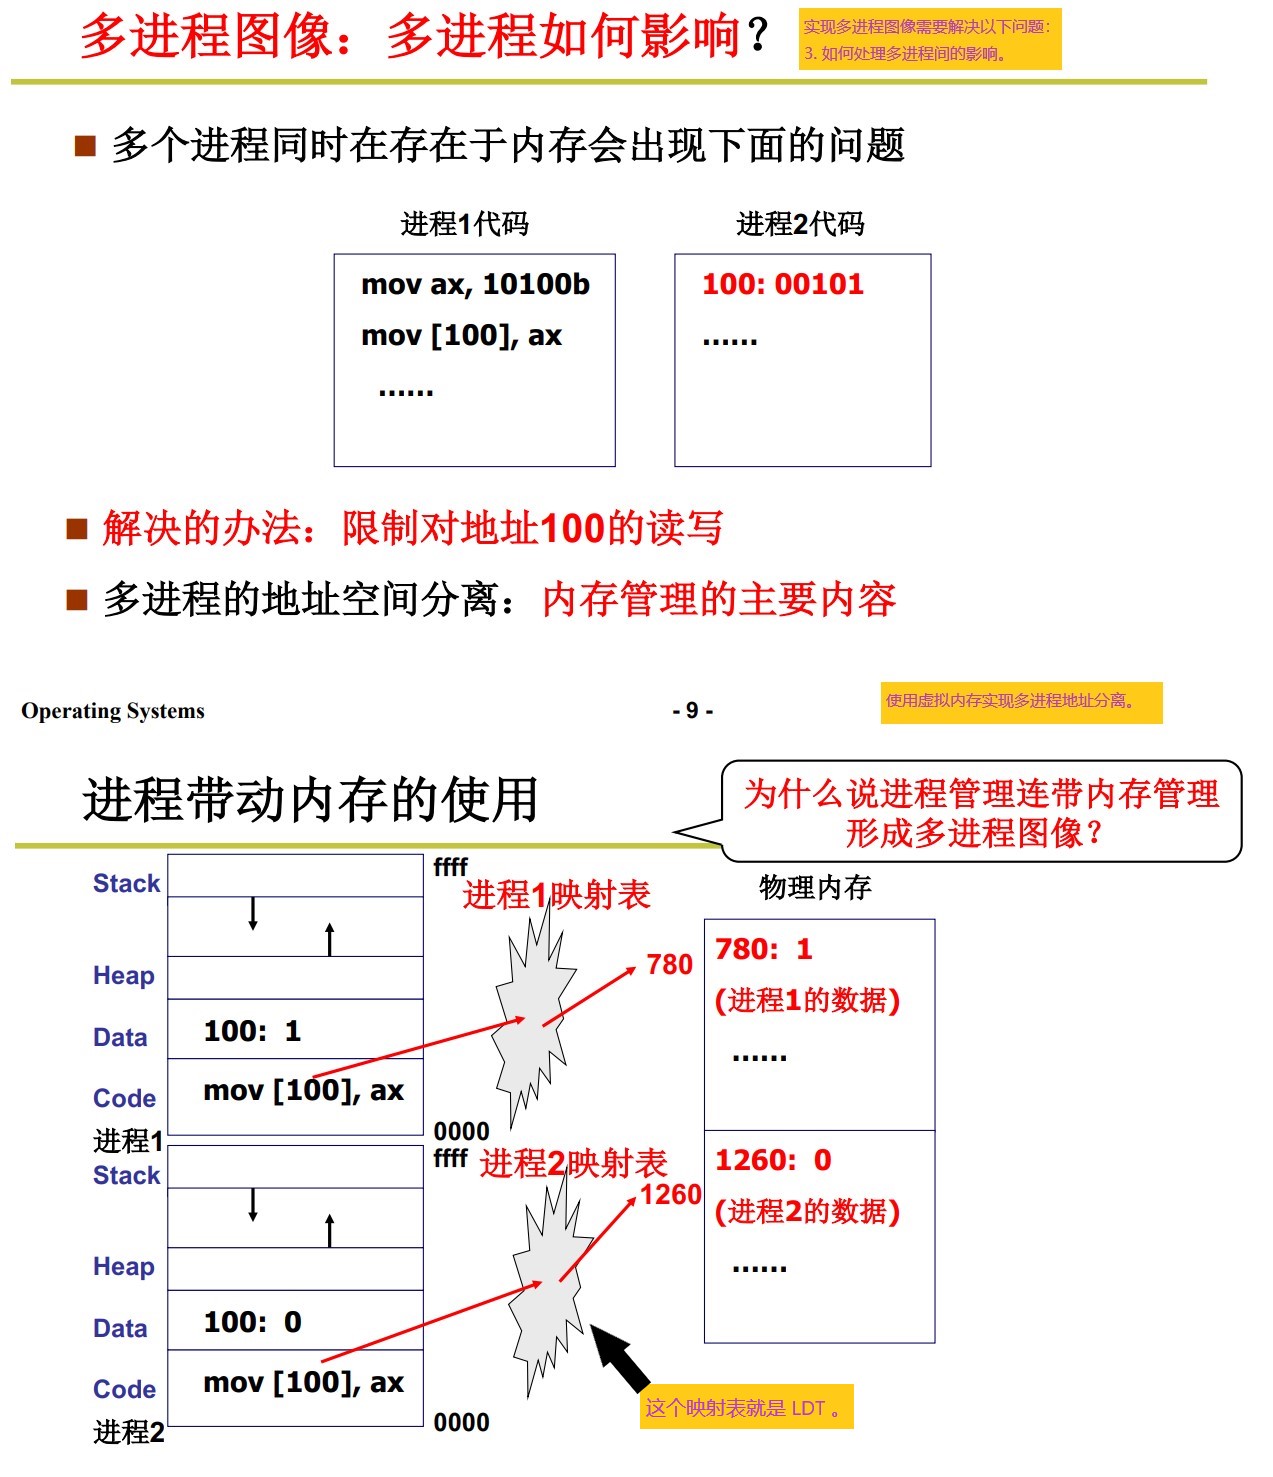 多进程图像：多进程如何影响？
实现多进程图像需要解决以下问题：
3. 如何处理多进程间的影响。
多个进程同时在存在于内存会出现下面的问题
进程1代码
mov ax, 10100b
mov [100], ax
......
进程2代码
100: 00101
......
解决的办法：限制对地址100的读写
多进程的地址空间分离：内存管理的主要内容
Operating Systems
- 9 -
使用虚拟内存实现多进程地址分离。
进程带动内存的使用
为什么说进程管理连带内存管理
形成多进程图像？
Stack
Heap
Data
100: 1
Code
mov [100], ax
进程1
ffff
0000
进程1映射表
780
物理内存
780: 1
(进程1的数据)
......
1260: 0
(进程2的数据)
......
Stack
Heap
Data
100: 0
Code
mov [100], ax
进程2
ffff
0000
进程2映射表
1260
这个映射表就是 LDT 。